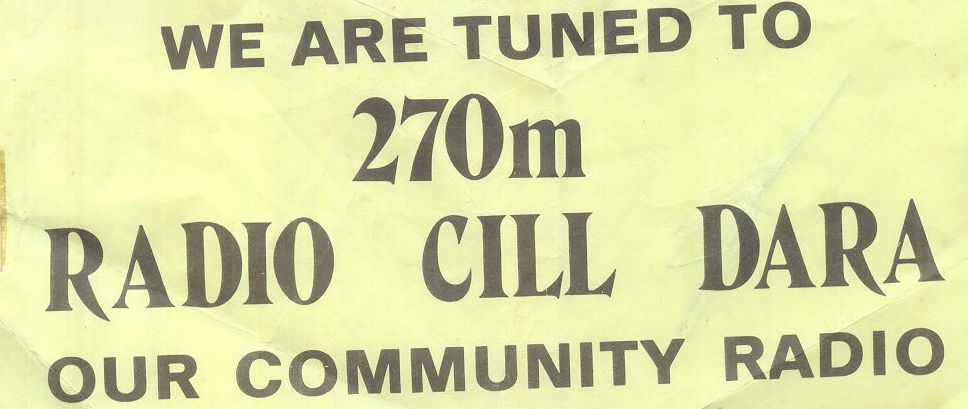 WE ARE TUNED TO
270m
RADIO CILL DARA
OUR COMMUNITY RADIO